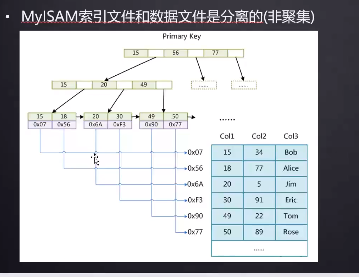 MyISAM索引文件和数据文件是分离的(非聚集)
Primary Key
15 56 77
15 20 49 ...... ......
15 18 20 30 49 50 ......
0x07 0x56 0x6A 0xF3 0x90 0x77
Col1 Col2 Col3
0x07 15 34 Bob
0x56 18 77 Alice
0x6A 20 5 Jim
0xF3 30 91 Eric
0x90 49 22 Tom
0x77 50 89 Rose
......